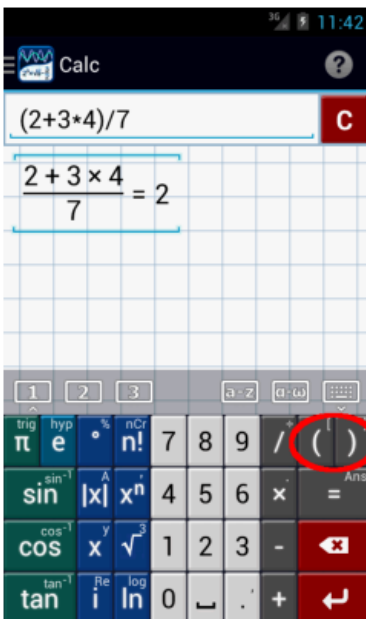 3G 11:42
Calc ?
(2+3*4)/7 C
2 + 3 × 4
= 2
7
1 2 3 a-z α-ω
trig hyp % nCr ÷ [
π e ° n! 7 8 9 / ( )
sin⁻¹ A Ans
sin |x| xⁿ 4 5 6 × =
cos⁻¹ y 3
cos x √ 1 2 3 -
tan⁻¹ Re log
tan i ln 0 . +